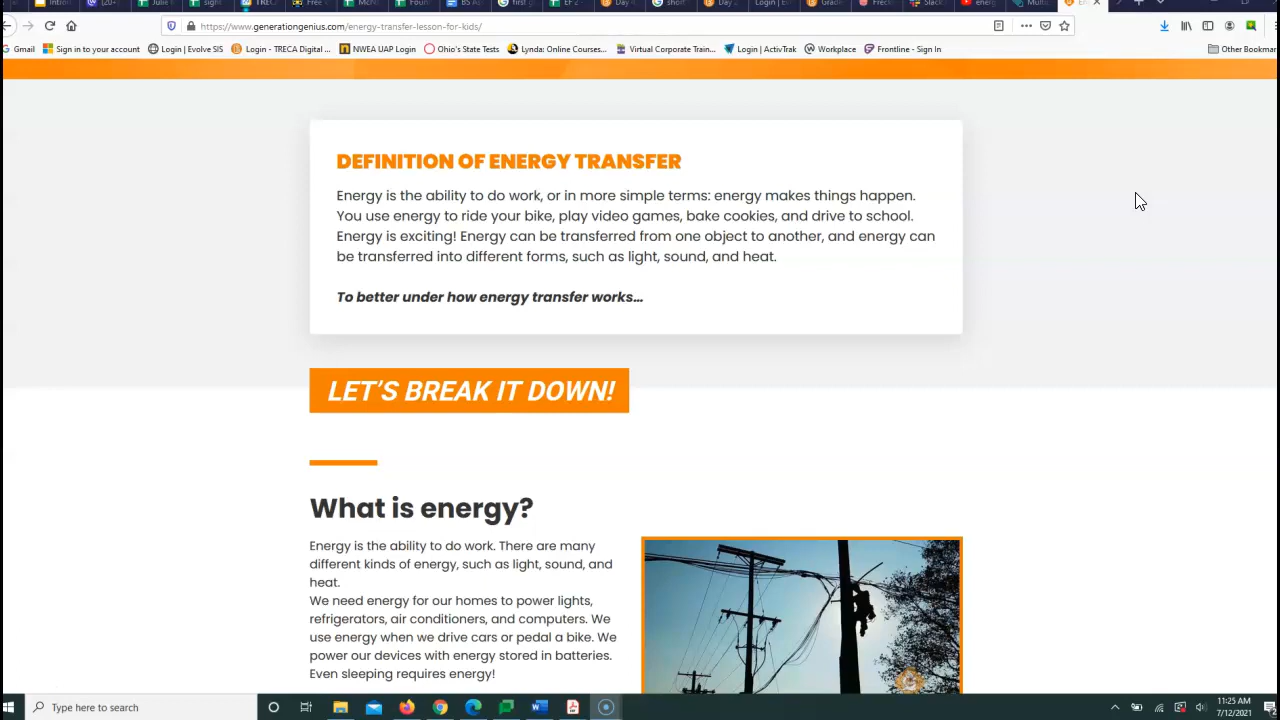 https://www.generationgenius.com/energy-transfer-lesson-for-kids/
Gmail Sign in to your account Login | Evolve SIS Login - TRECA Digital ... NWEA UAP Login Ohio's State Tests Lynda: Online Courses... Virtual Corporate Train... Login | ActivTrak Workplace Frontline - Sign In Other Bookmar
DEFINITION OF ENERGY TRANSFER
Energy is the ability to do work, or in more simple terms: energy makes things happen.
You use energy to ride your bike, play video games, bake cookies, and drive to school.
Energy is exciting! Energy can be transferred from one object to another, and energy can
be transferred into different forms, such as light, sound, and heat.
To better under how energy transfer works...
LET'S BREAK IT DOWN!
What is energy?
Energy is the ability to do work. There are many
different kinds of energy, such as light, sound, and
heat.
We need energy for our homes to power lights,
refrigerators, air conditioners, and computers. We
use energy when we drive cars or pedal a bike. We
power our devices with energy stored in batteries.
Even sleeping requires energy!
Type here to search
11:25 AM
7/12/2021